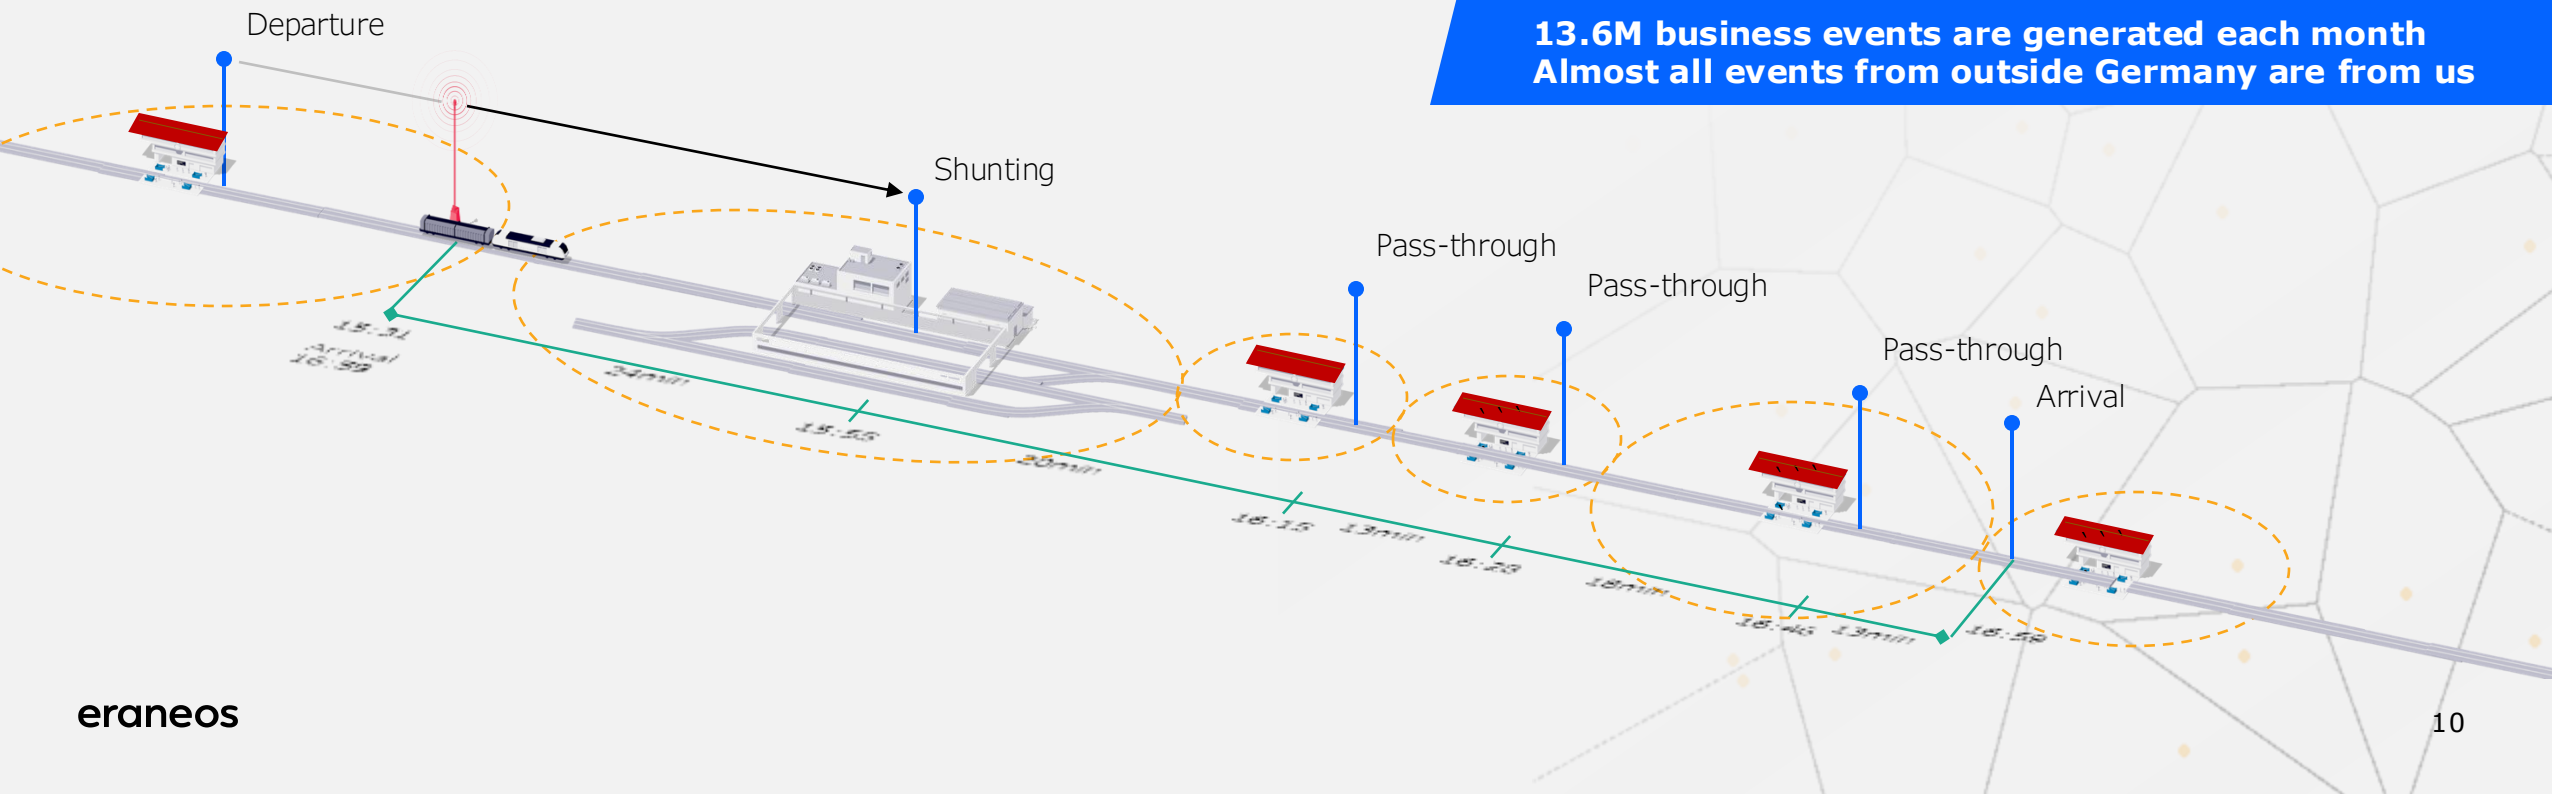 Departure
13.6M business events are generated each month
Almost all events from outside Germany are from us
Shunting
Pass-through
Pass-through
Pass-through
Arrival
15:31
Arrival
16:59
24min
15:55
20min
16:15
13min
16:28
18min
16:46
13min
16:59
eraneos
10